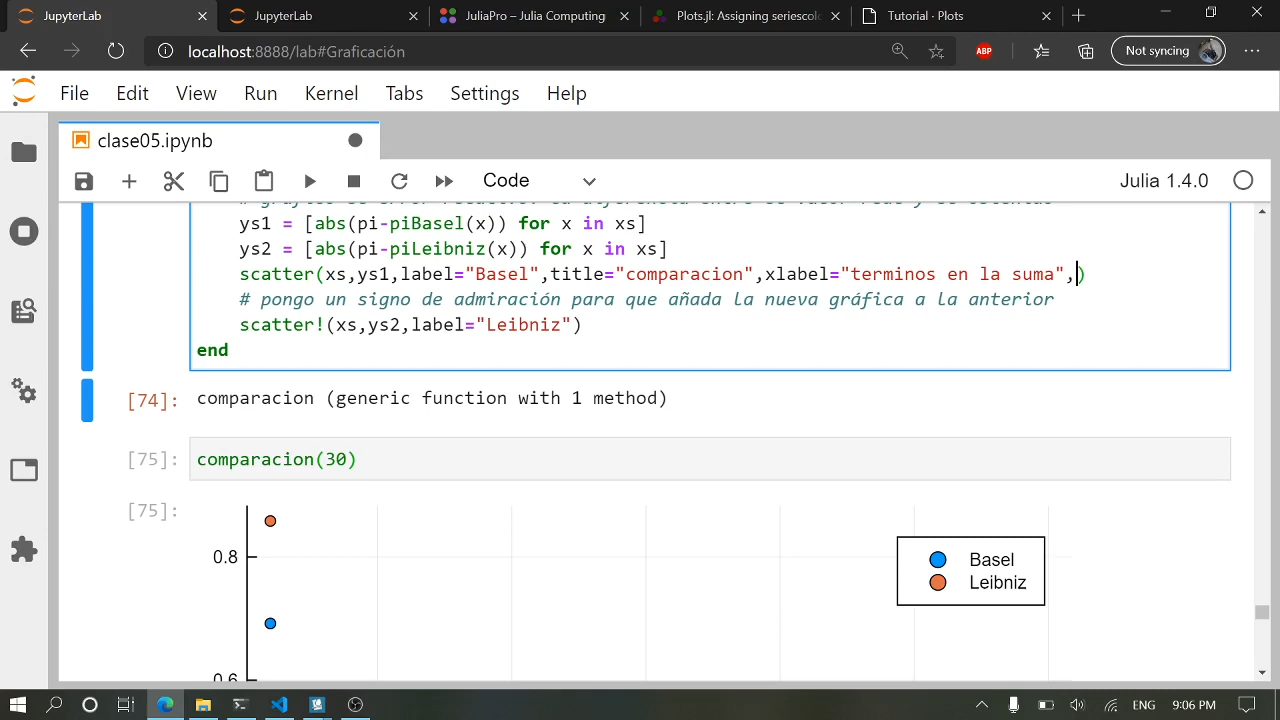 JupyterLab
JupyterLab
JuliaPro – Julia Computing
Plots.jl: Assigning seriescolo
Tutorial · Plots
localhost:8888/lab#Graficación
ABP
Not syncing
File Edit View Run Kernel Tabs Settings Help
clase05.ipynb
Code
Julia 1.4.0
ys1 = [abs(pi-piBasel(x)) for x in xs]
ys2 = [abs(pi-piLeibniz(x)) for x in xs]
scatter(xs,ys1,label="Basel",title="comparacion",xlabel="terminos en la suma",)
# pongo un signo de admiración para que añada la nueva gráfica a la anterior
scatter!(xs,ys2,label="Leibniz")
end
[74]: comparacion (generic function with 1 method)
[75]: comparacion(30)
[75]:
0.8
Basel
Leibniz
0.6
ENG 9:06 PM